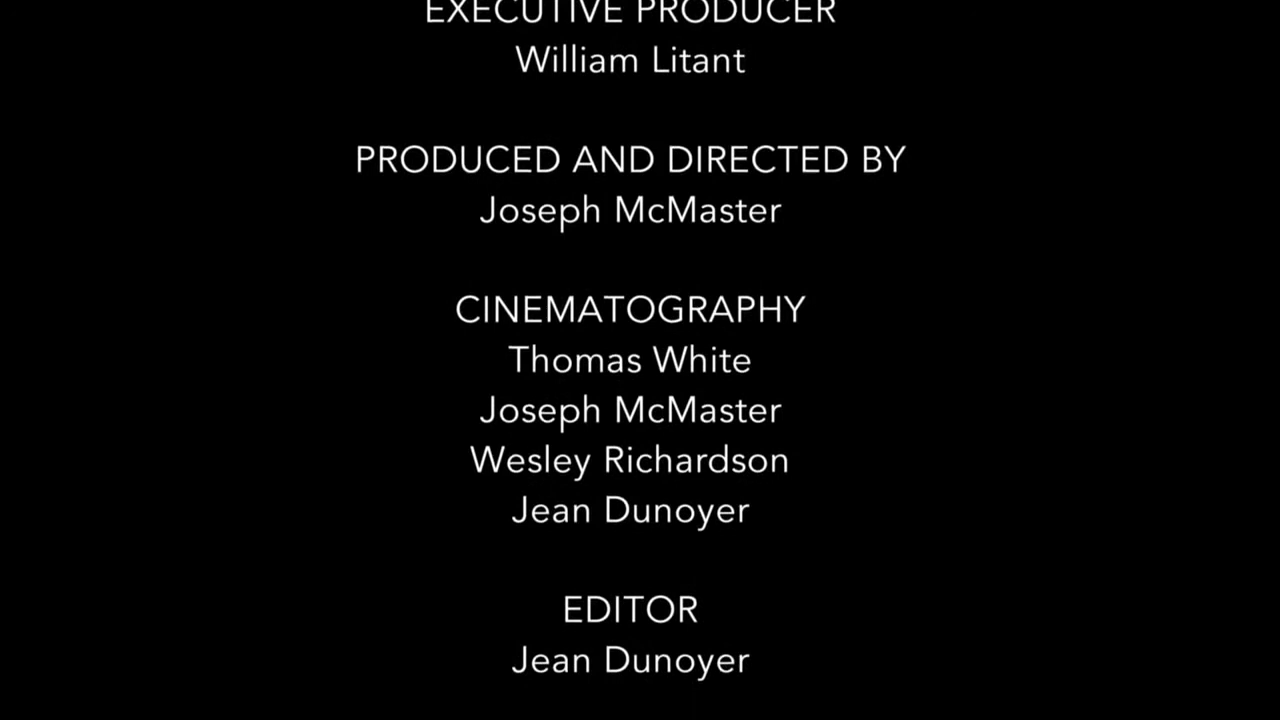 EXECUTIVE PRODUCER
William Litant
PRODUCED AND DIRECTED BY
Joseph McMaster
CINEMATOGRAPHY
Thomas White
Joseph McMaster
Wesley Richardson
Jean Dunoyer
EDITOR
Jean Dunoyer